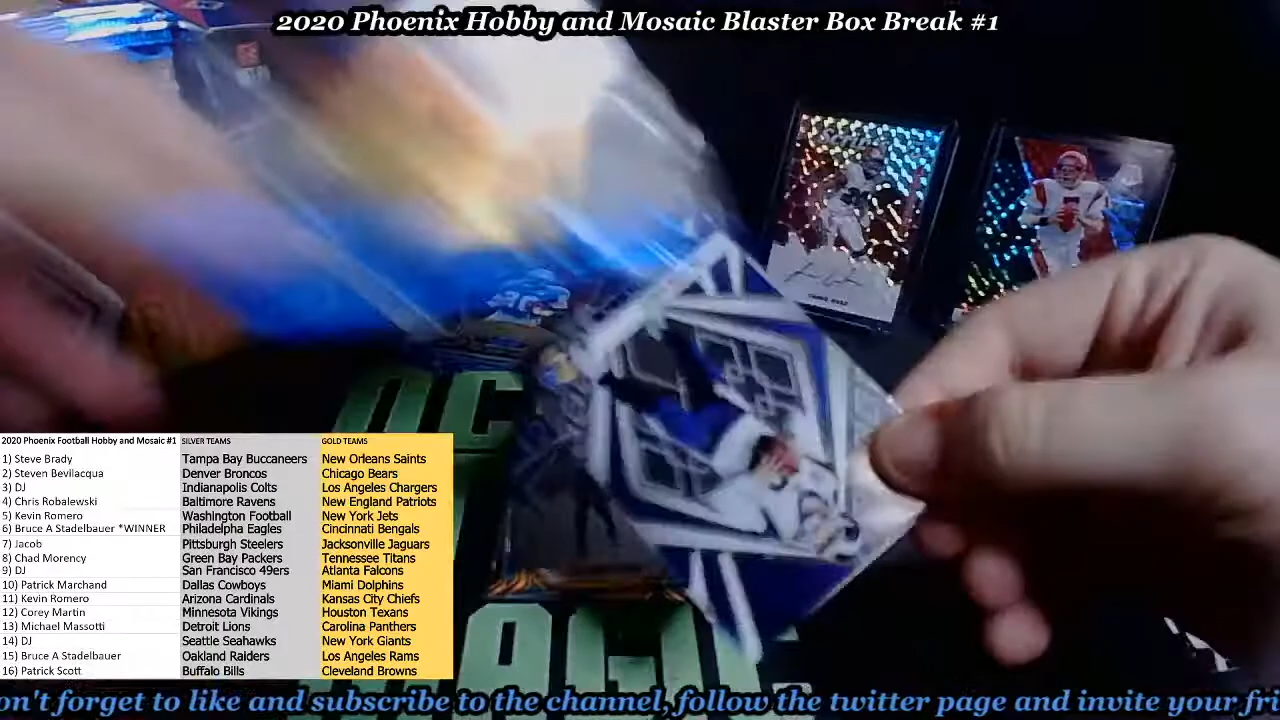 2020 Phoenix Hobby and Mosaic Blaster Box Break #1
2020 Phoenix Football Hobby and Mosaic #1 SILVER TEAMS GOLD TEAMS
1) Steve Brady Tampa Bay Buccaneers New Orleans Saints
2) Steven Bevilacqua Denver Broncos Chicago Bears
3) DJ Indianapolis Colts Los Angeles Chargers
4) Chris Robalewski Baltimore Ravens New England Patriots
5) Kevin Romero Washington Football New York Jets
6) Bruce A Stadelbauer *WINNER Philadelpha Eagles Cincinnati Bengals
7) Jacob Pittsburgh Steelers Jacksonville Jaguars
8) Chad Morency Green Bay Packers Tennessee Titans
9) DJ San Francisco 49ers Atlanta Falcons
10) Patrick Marchand Dallas Cowboys Miami Dolphins
11) Kevin Romero Arizona Cardinals Kansas City Chiefs
12) Corey Martin Minnesota Vikings Houston Texans
13) Michael Massotti Detroit Lions Carolina Panthers
14) DJ Seattle Seahawks New York Giants
15) Bruce A Stadelbauer Oakland Raiders Los Angeles Rams
16) Patrick Scott Buffalo Bills Cleveland Browns
on't forget to like and subscribe to the channel, follow the twitter page and invite your fri